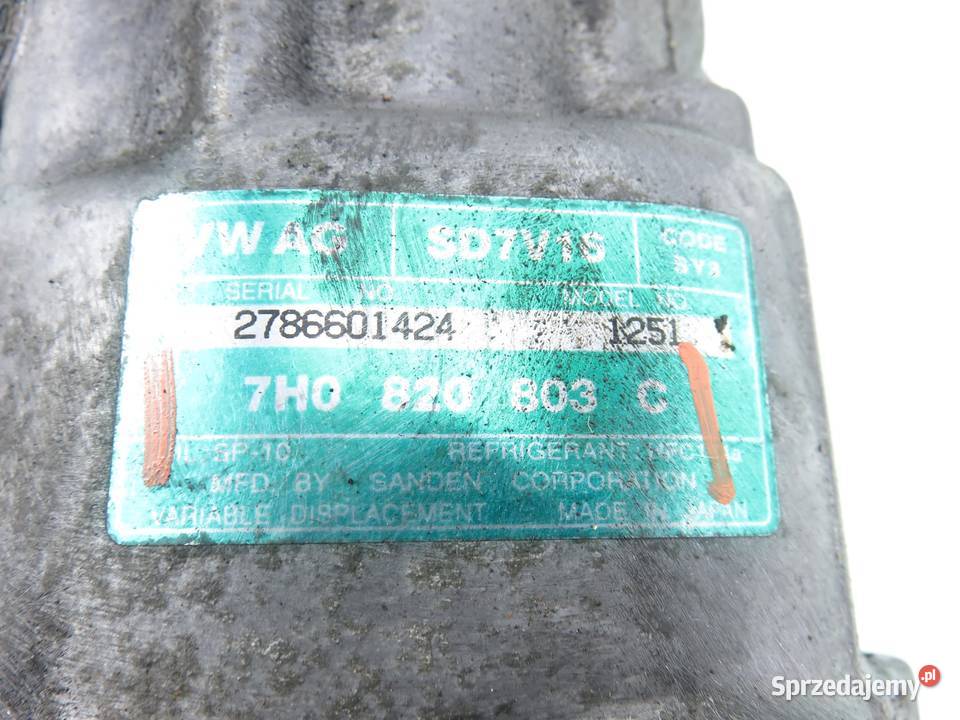 VW AG SD7V16 CODE
SERIAL NO. MODEL NO.
2786601424 1251
7H0 820 803 C
SP-10 REFRIGERANT
MFD. BY SANDEN CORPORATION
VARIABLE DISPLACEMENT MADE IN JAPAN
Sprzedajemy.pl